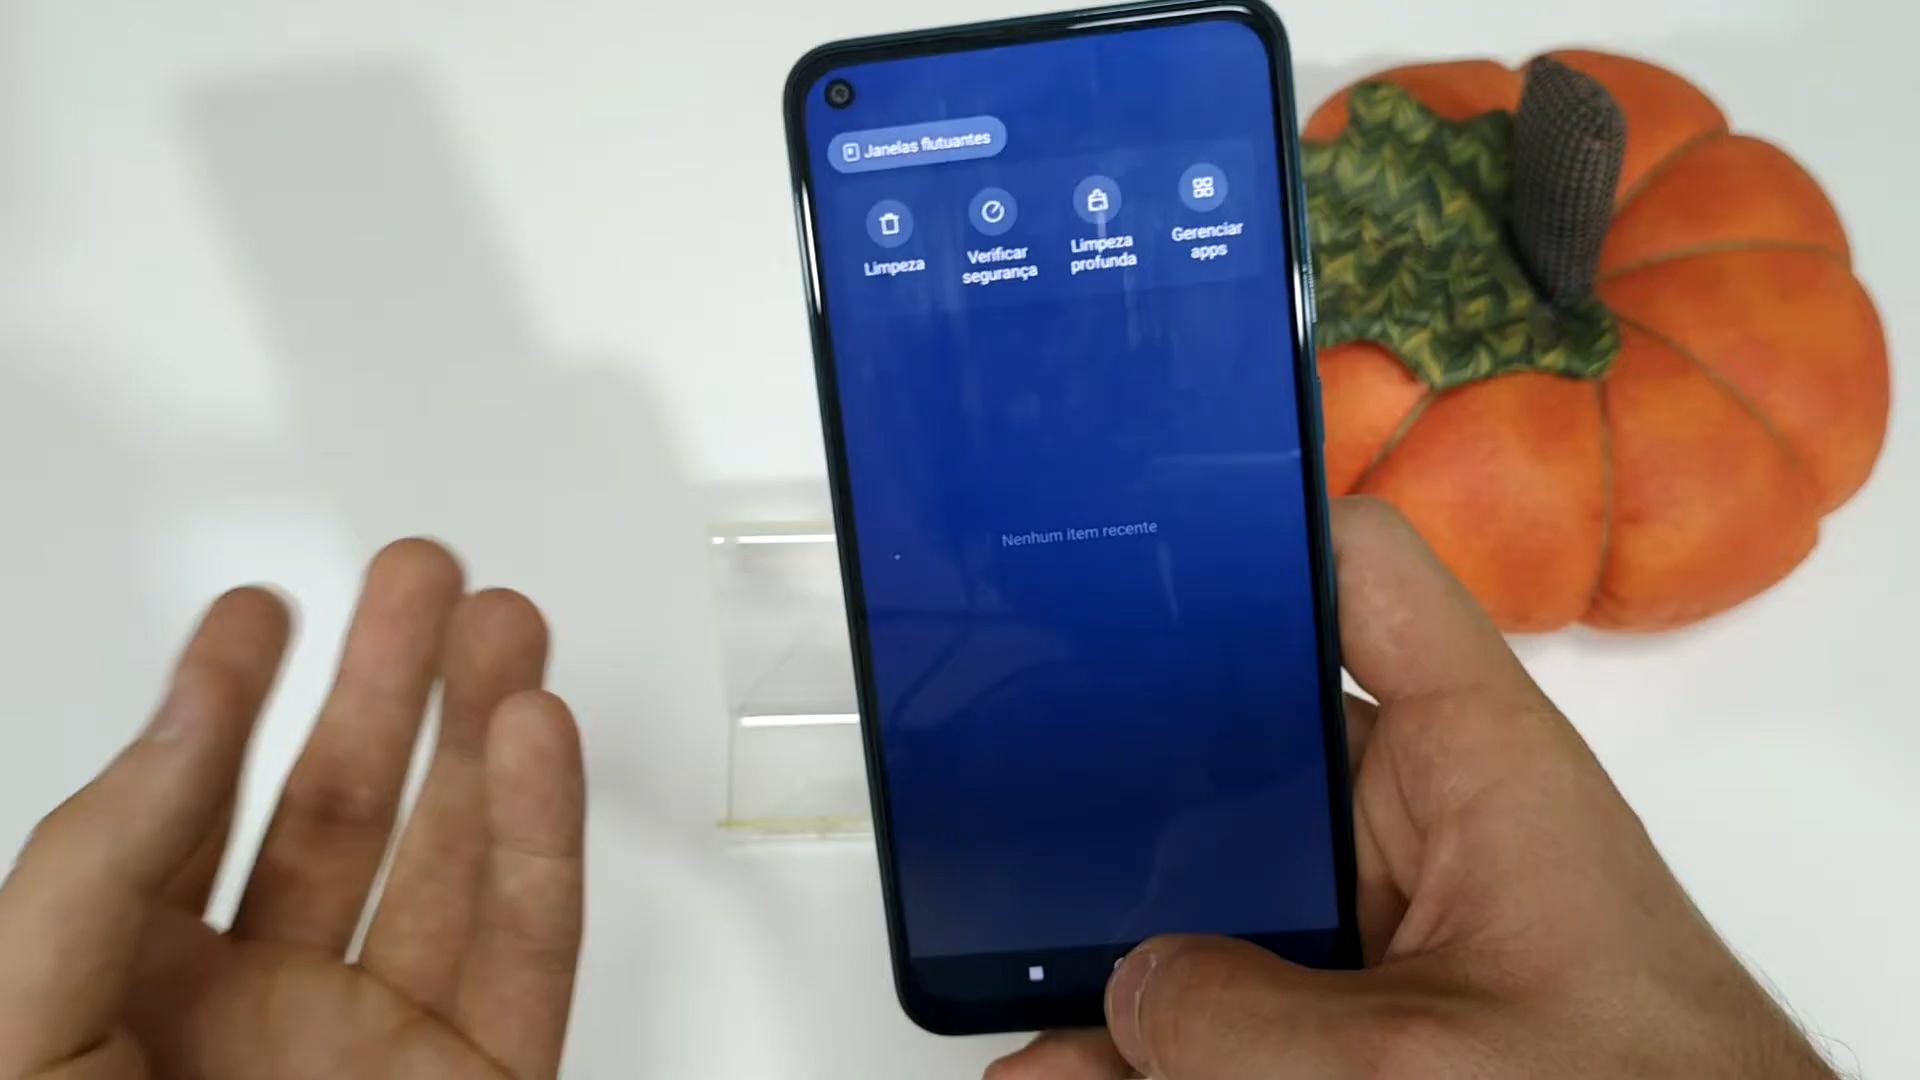 Janelas flutuantes
Limpeza
Verificar
segurança
Limpeza
profunda
Gerenciar
apps
Nenhum item recente